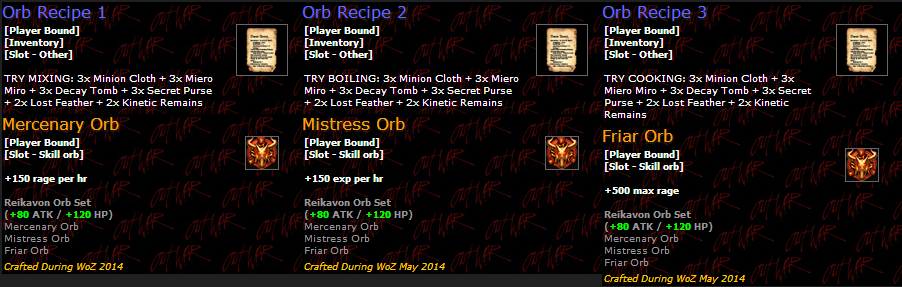 Orb Recipe 1
[Player Bound]
[Inventory]
[Slot - Other]
TRY MIXING: 3x Minion Cloth + 3x Miero
Miro + 3x Decay Tomb + 3x Secret Purse
+ 2x Lost Feather + 2x Kinetic Remains
Mercenary Orb
[Player Bound]
[Slot - Skill orb]
+150 rage per hr
Reikavon Orb Set
(+80 ATK / +120 HP)
Mercenary Orb
Mistress Orb
Friar Orb
Crafted During WoZ 2014
Orb Recipe 2
[Player Bound]
[Inventory]
[Slot - Other]
TRY BOILING: 3x Minion Cloth + 3x Miero
Miro + 3x Decay Tomb + 3x Secret Purse
+ 2x Lost Feather + 2x Kinetic Remains
Mistress Orb
[Player Bound]
[Slot - Skill orb]
+150 exp per hr
Reikavon Orb Set
(+80 ATK / +120 HP)
Mercenary Orb
Mistress Orb
Friar Orb
Crafted During WoZ May 2014
Orb Recipe 3
[Player Bound]
[Inventory]
[Slot - Other]
TRY COOKING: 3x Minion Cloth + 3x
Miero Miro + 3x Decay Tomb + 3x Secret
Purse + 2x Lost Feather + 2x Kinetic
Remains
Friar Orb
[Player Bound]
[Slot - Skill orb]
+500 max rage
Reikavon Orb Set
(+80 ATK / +120 HP)
Mercenary Orb
Mistress Orb
Friar Orb
Crafted During WoZ May 2014